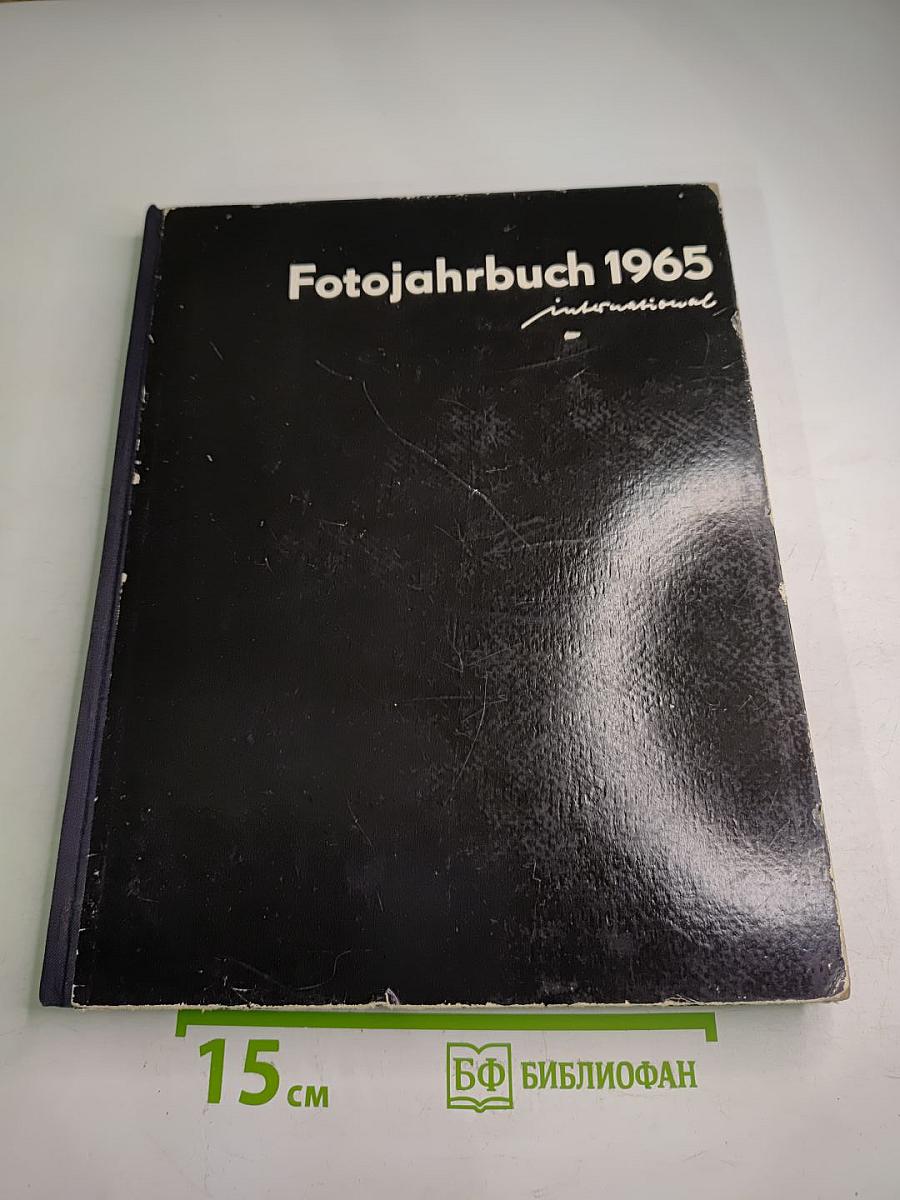 Fotojahrbuch 1965
international
15 см
БФ БИБЛИОФАН